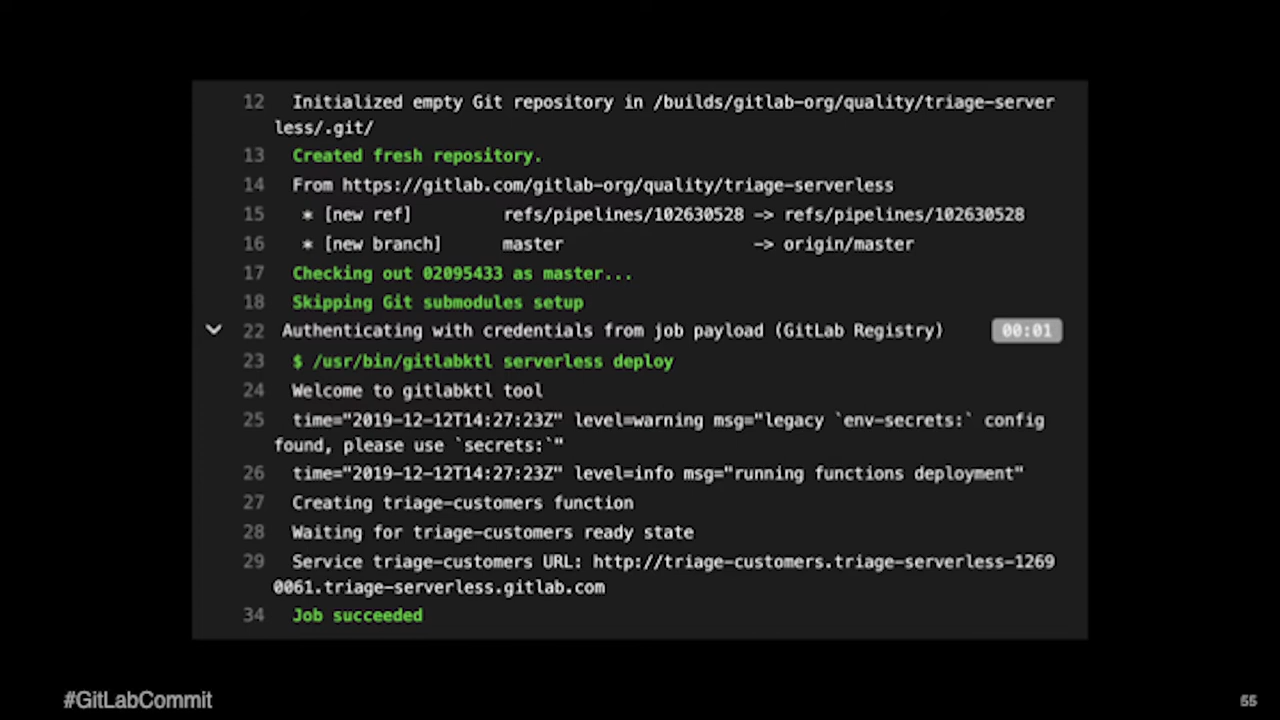 12 Initialized empty Git repository in /builds/gitlab-org/quality/triage-server
less/.git/
13 Created fresh repository.
14 From https://gitlab.com/gitlab-org/quality/triage-serverless
15 * [new ref] refs/pipelines/102630528 -> refs/pipelines/102630528
16 * [new branch] master -> origin/master
17 Checking out 02095433 as master...
18 Skipping Git submodules setup
22 Authenticating with credentials from job payload (GitLab Registry) 00:01
23 $ /usr/bin/gitlabktl serverless deploy
24 Welcome to gitlabktl tool
25 time="2019-12-12T14:27:23Z" level=warning msg="legacy `env-secrets:` config
found, please use `secrets:`"
26 time="2019-12-12T14:27:23Z" level=info msg="running functions deployment"
27 Creating triage-customers function
28 Waiting for triage-customers ready state
29 Service triage-customers URL: http://triage-customers.triage-serverless-1269
0061.triage-serverless.gitlab.com
34 Job succeeded
#GitLabCommit
55